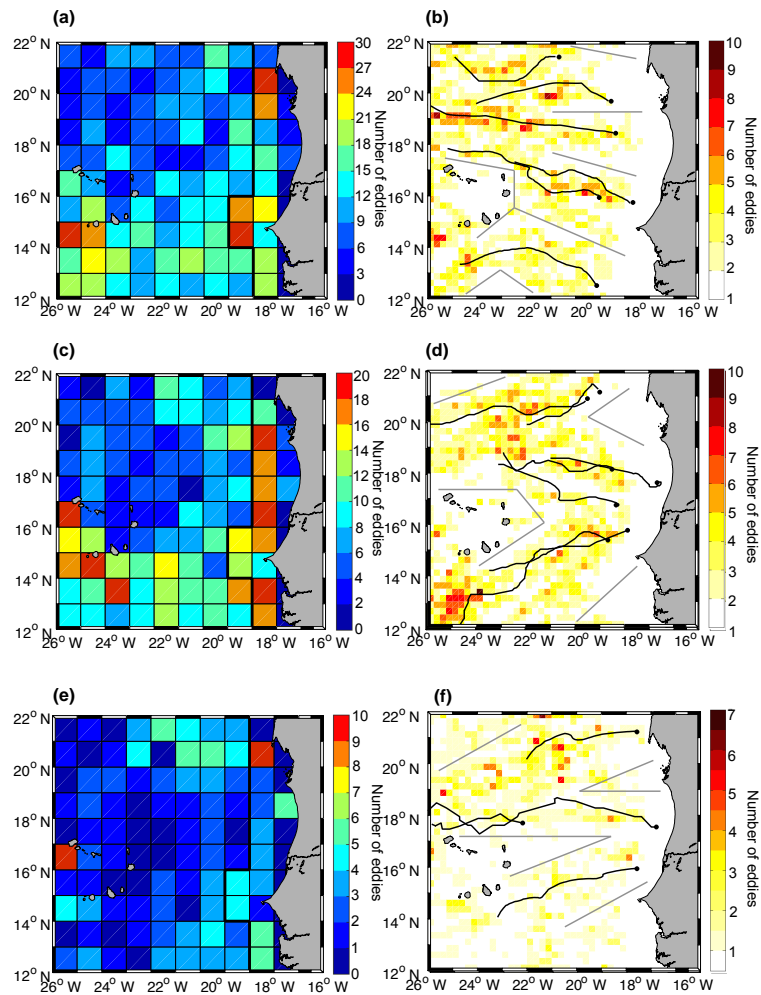 (a)
22° N
20° N
18° N
16° N
14° N
12° N
26° W
24° W
22° W
20° W
18° W
16° W
30
27
24
21
18
15
12
9
6
3
0
Number of eddies
(b)
22° N
20° N
18° N
16° N
14° N
12° N
26° W
24° W
22° W
20° W
18° W
16° W
10
9
8
7
6
5
4
3
2
1
Number of eddies
(c)
22° N
20° N
18° N
16° N
14° N
12° N
26° W
24° W
22° W
20° W
18° W
16° W
20
18
16
14
12
10
8
6
4
2
0
Number of eddies
(d)
22° N
20° N
18° N
16° N
14° N
12° N
26° W
24° W
22° W
20° W
18° W
16° W
10
9
8
7
6
5
4
3
2
1
Number of eddies
(e)
22° N
20° N
18° N
16° N
14° N
12° N
26° W
24° W
22° W
20° W
18° W
16° W
10
9
8
7
6
5
4
3
2
1
0
Number of eddies
(f)
22° N
20° N
18° N
16° N
14° N
12° N
26° W
24° W
22° W
20° W
18° W
16° W
7
6
5
4
3
2
1
Number of eddies